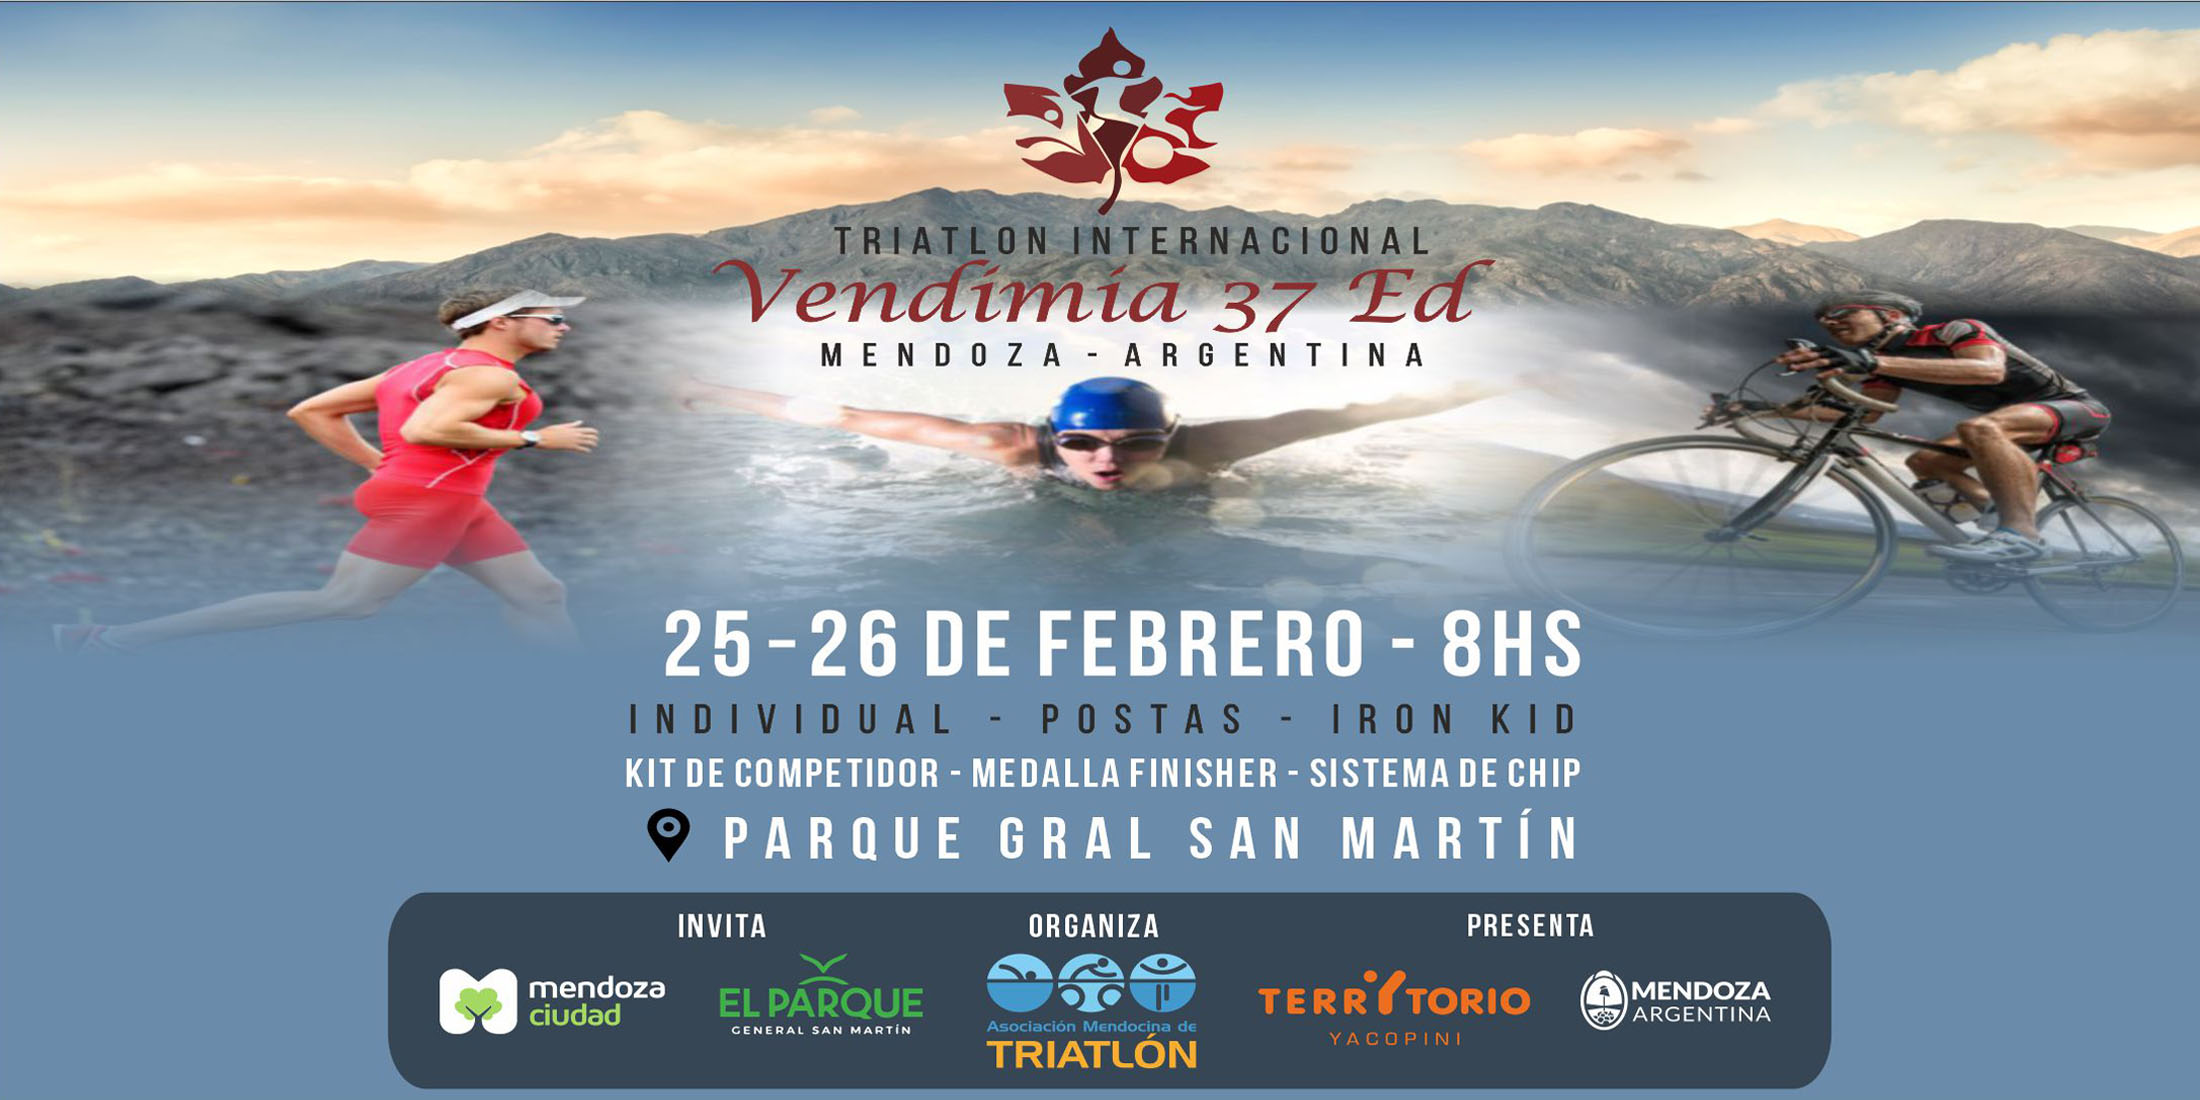 TRIATLON INTERNACIONAL
Vendimia 37 Ed
MENDOZA - ARGENTINA
25-26 DE FEBRERO - 8HS
INDIVIDUAL - POSTAS - IRON KID
KIT DE COMPETIDOR - MEDALLA FINISHER - SISTEMA DE CHIP
PARQUE GRAL SAN MARTÍN
INVITA
ORGANIZA
PRESENTA
mendoza
ciudad
EL PARQUE
GENERAL SAN MARTÍN
Asociación Mendocina de
TRIATLÓN
TERRYTORIO
YACOPINI
MENDOZA
ARGENTINA